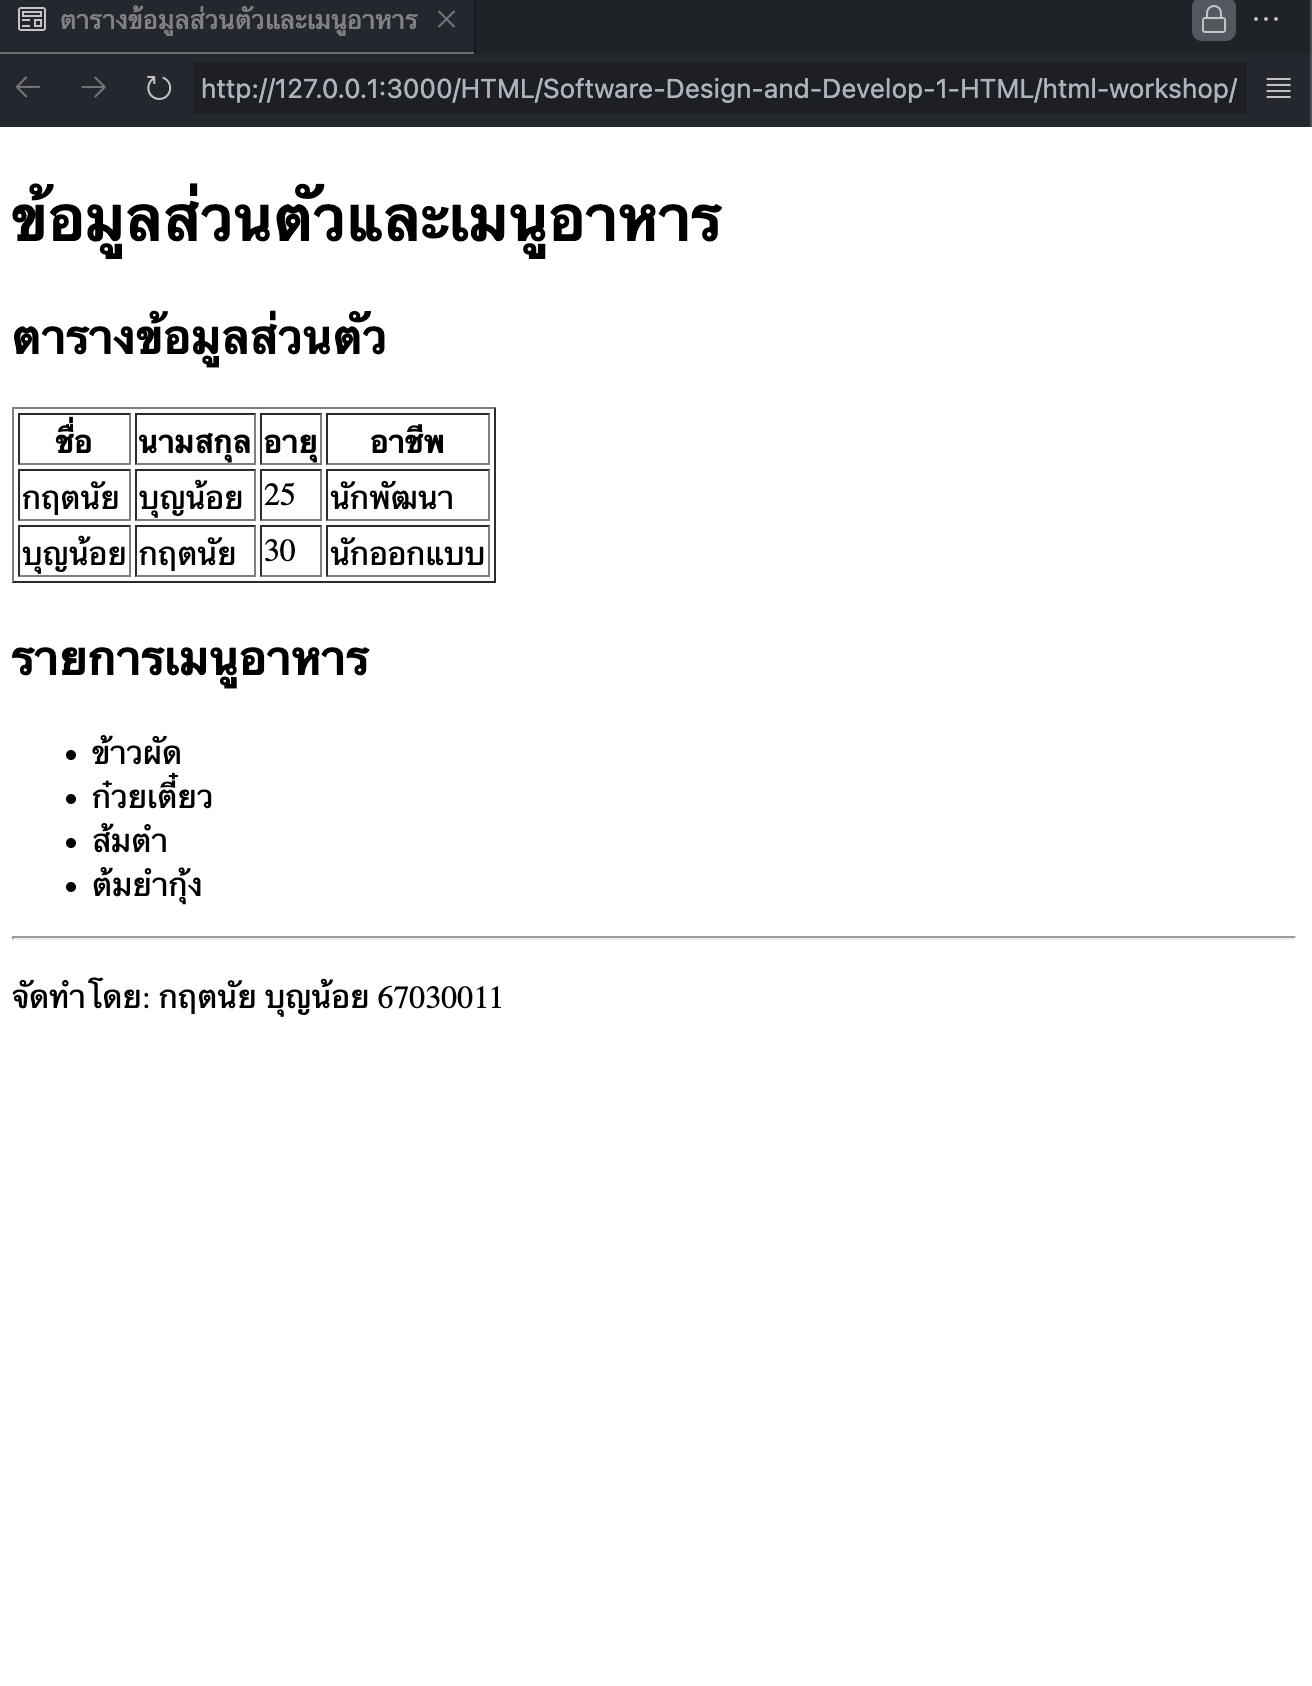 ตารางข้อมูลส่วนตัวและเมนูอาหาร
http://127.0.0.1:3000/HTML/Software-Design-and-Develop-1-HTML/html-workshop/
ข้อมูลส่วนตัวและเมนูอาหาร
ตารางข้อมูลส่วนตัว
ชื่อ นามสกุล อายุ อาชีพ
กฤตนัย บุญน้อย 25 นักพัฒนา
บุญน้อย กฤตนัย 30 นักออกแบบ
รายการเมนูอาหาร
• ข้าวผัด
• ก๋วยเตี๋ยว
• ส้มตำ
• ต้มยำกุ้ง
จัดทำโดย: กฤตนัย บุญน้อย 67030011